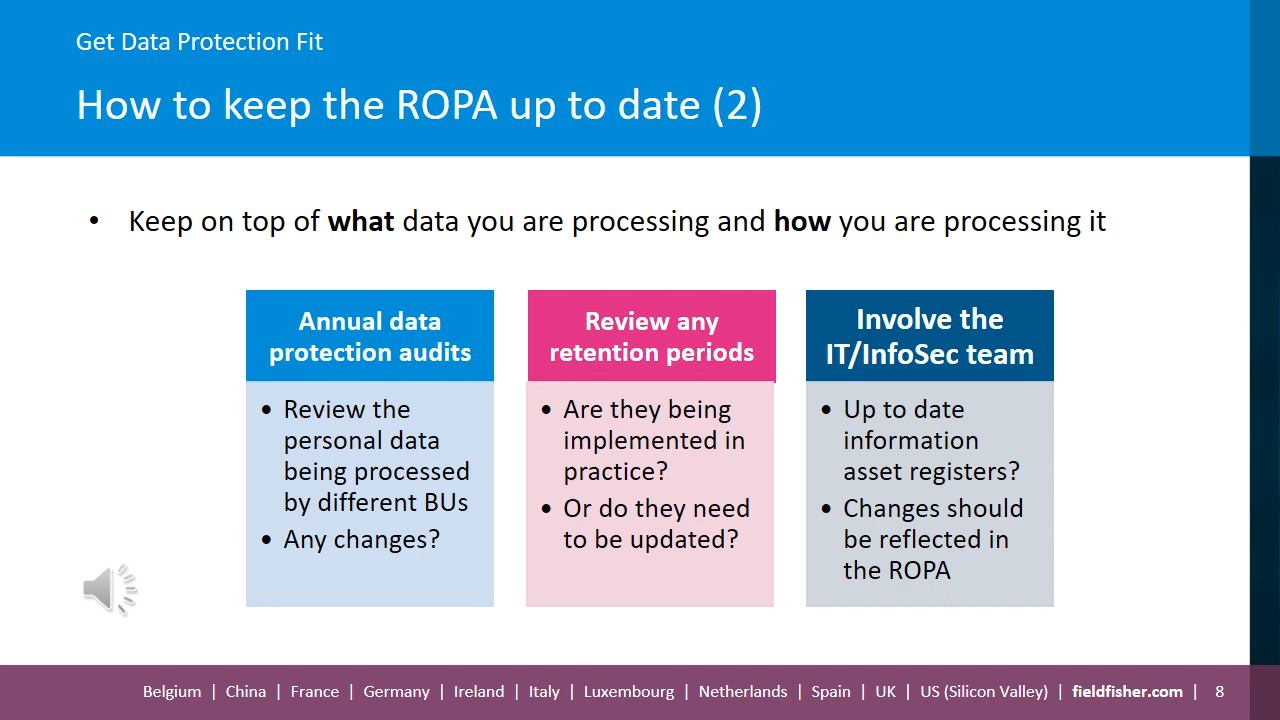 Get Data Protection Fit
How to keep the ROPA up to date (2)
• Keep on top of what data you are processing and how you are processing it
Annual data
protection audits
• Review the
personal data
being processed
by different BUs
• Any changes?
Review any
retention periods
• Are they being
implemented in
practice?
• Or do they need
to be updated?
Involve the
IT/InfoSec team
• Up to date
information
asset registers?
• Changes should
be reflected in
the ROPA
Belgium | China | France | Germany | Ireland | Italy | Luxembourg | Netherlands | Spain | UK | US (Silicon Valley) | fieldfisher.com | 8